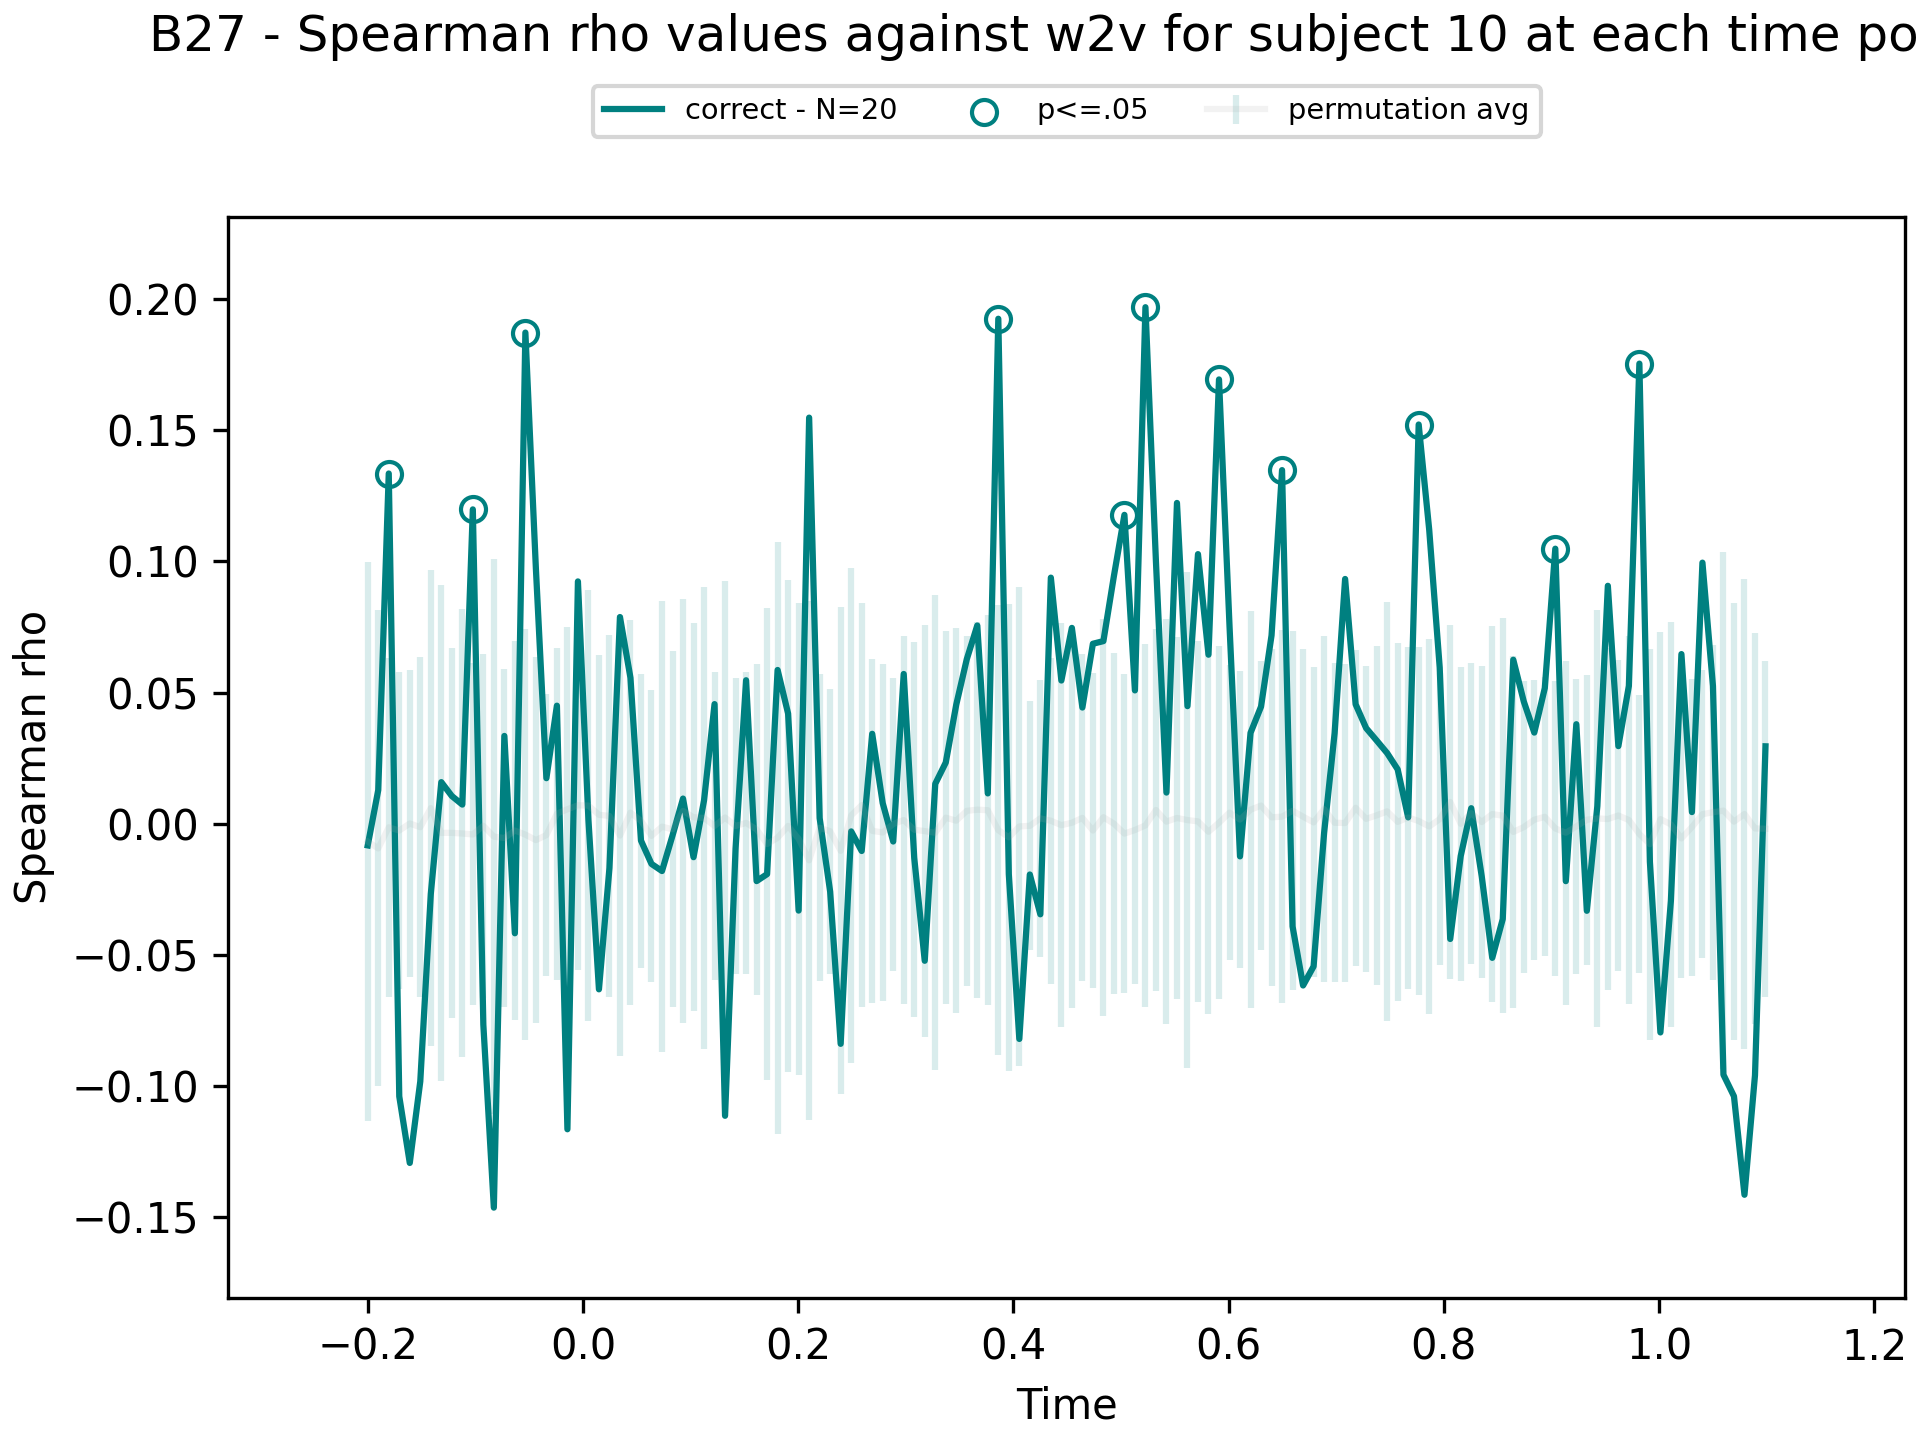 B27 - Spearman rho values against w2v for subject 10 at each time po
correct - N=20 p<=.05 permutation avg
Spearman rho
0.20
0.15
0.10
0.05
0.00
−0.05
−0.10
−0.15
−0.2 0.0 0.2 0.4 0.6 0.8 1.0 1.2
Time